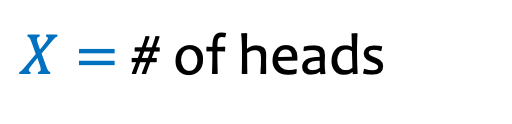 X = # of heads